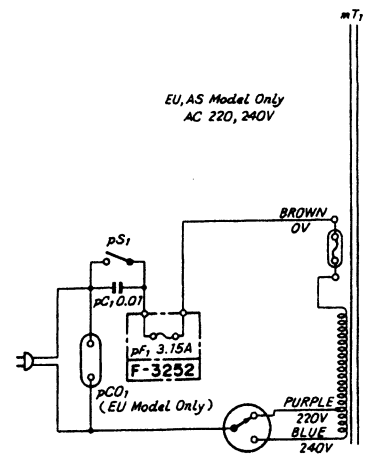 mT1
EU, AS Model Only
AC 220, 240V
BROWN
0V
pS1
pC1 0.01
pF1 3.15A
F-3252
pCO1
(EU Model Only)
PURPLE
220V
BLUE
240V